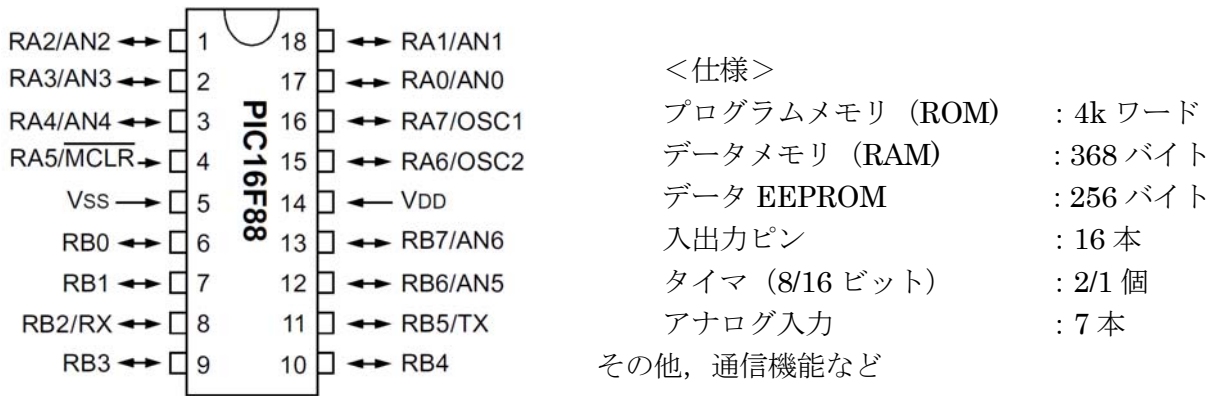 RA2/AN2 1 18 RA1/AN1
RA3/AN3 2 17 RA0/AN0
RA4/AN4 3 16 RA7/OSC1
RA5/MCLR 4 15 RA6/OSC2
VSS 5 14 VDD
RB0 6 13 RB7/AN6
RB1 7 12 RB6/AN5
RB2/RX 8 11 RB5/TX
RB3 9 10 RB4
PIC16F88
<仕様>
プログラムメモリ (ROM) : 4k ワード
データメモリ (RAM) : 368 バイト
データ EEPROM : 256 バイト
入出力ピン : 16 本
タイマ(8/16 ビット) : 2/1 個
アナログ入力 : 7 本
その他,通信機能など